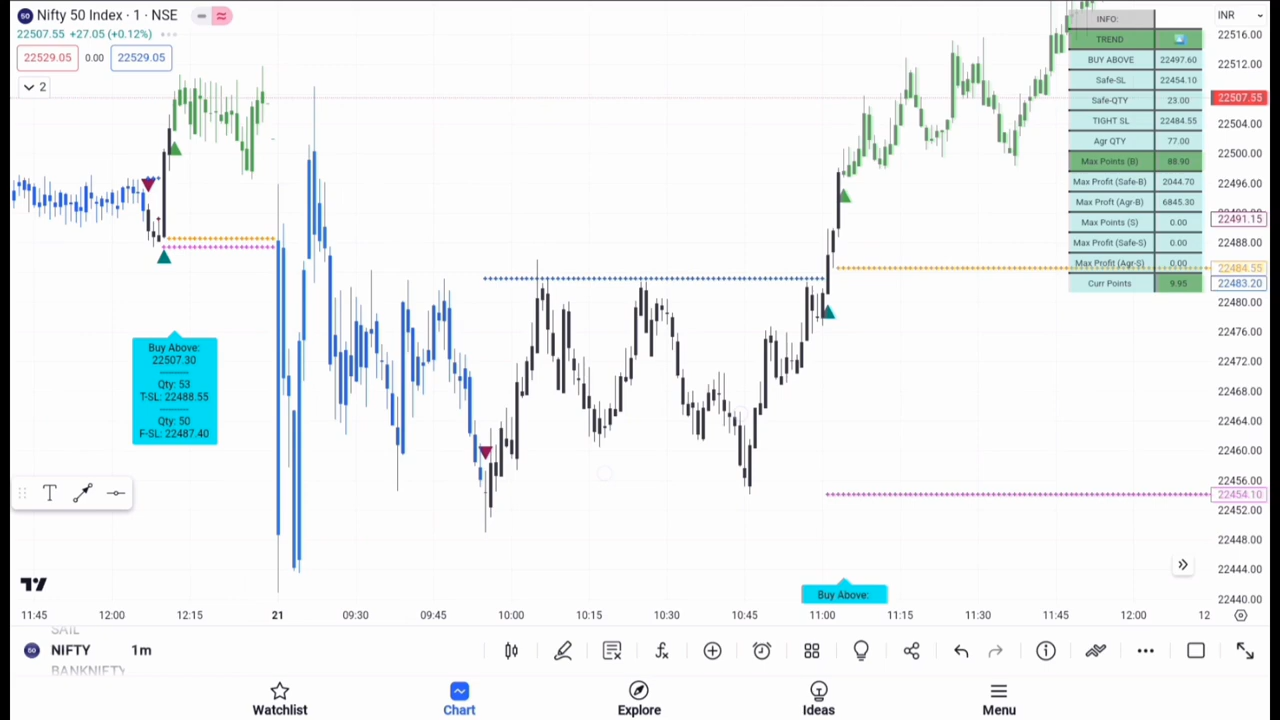 Nifty 50 Index · 1 · NSE
22507.55 +27.05 (+0.12%)
22529.05 0.00 22529.05
2
INR
22516.00
22512.00
22507.55
22504.00
22500.00
22496.00
22491.15
22488.00
22484.55
22483.20
22480.00
22476.00
22472.00
22468.00
22464.00
22460.00
22456.00
22454.10
22452.00
22448.00
22444.00
22440.00
INFO:
TREND
BUY ABOVE 22497.60
Safe-SL 22454.10
Safe-QTY 23.00
TIGHT SL 22484.55
Agr QTY 77.00
Max Points (B) 88.90
Max Profit (Safe-B) 2044.70
Max Proft (Agr-B) 6845.30
Max Points (S) 0.00
Max Profit (Safe-S) 0.00
Max Profit (Agr-S) 0.00
Curr Points 9.95
Buy Above:
22507.30
Qty: 53
T-SL: 22488.55
Qty: 50
F-SL: 22487.40
Buy Above:
T
11:45 12:00 12:15 21 09:30 09:45 10:00 10:15 10:30 10:45 11:00 11:15 11:30 11:45 12:00 12
SAIL
50 NIFTY 1m
BANKNIFTY
Watchlist Chart Explore Ideas Menu